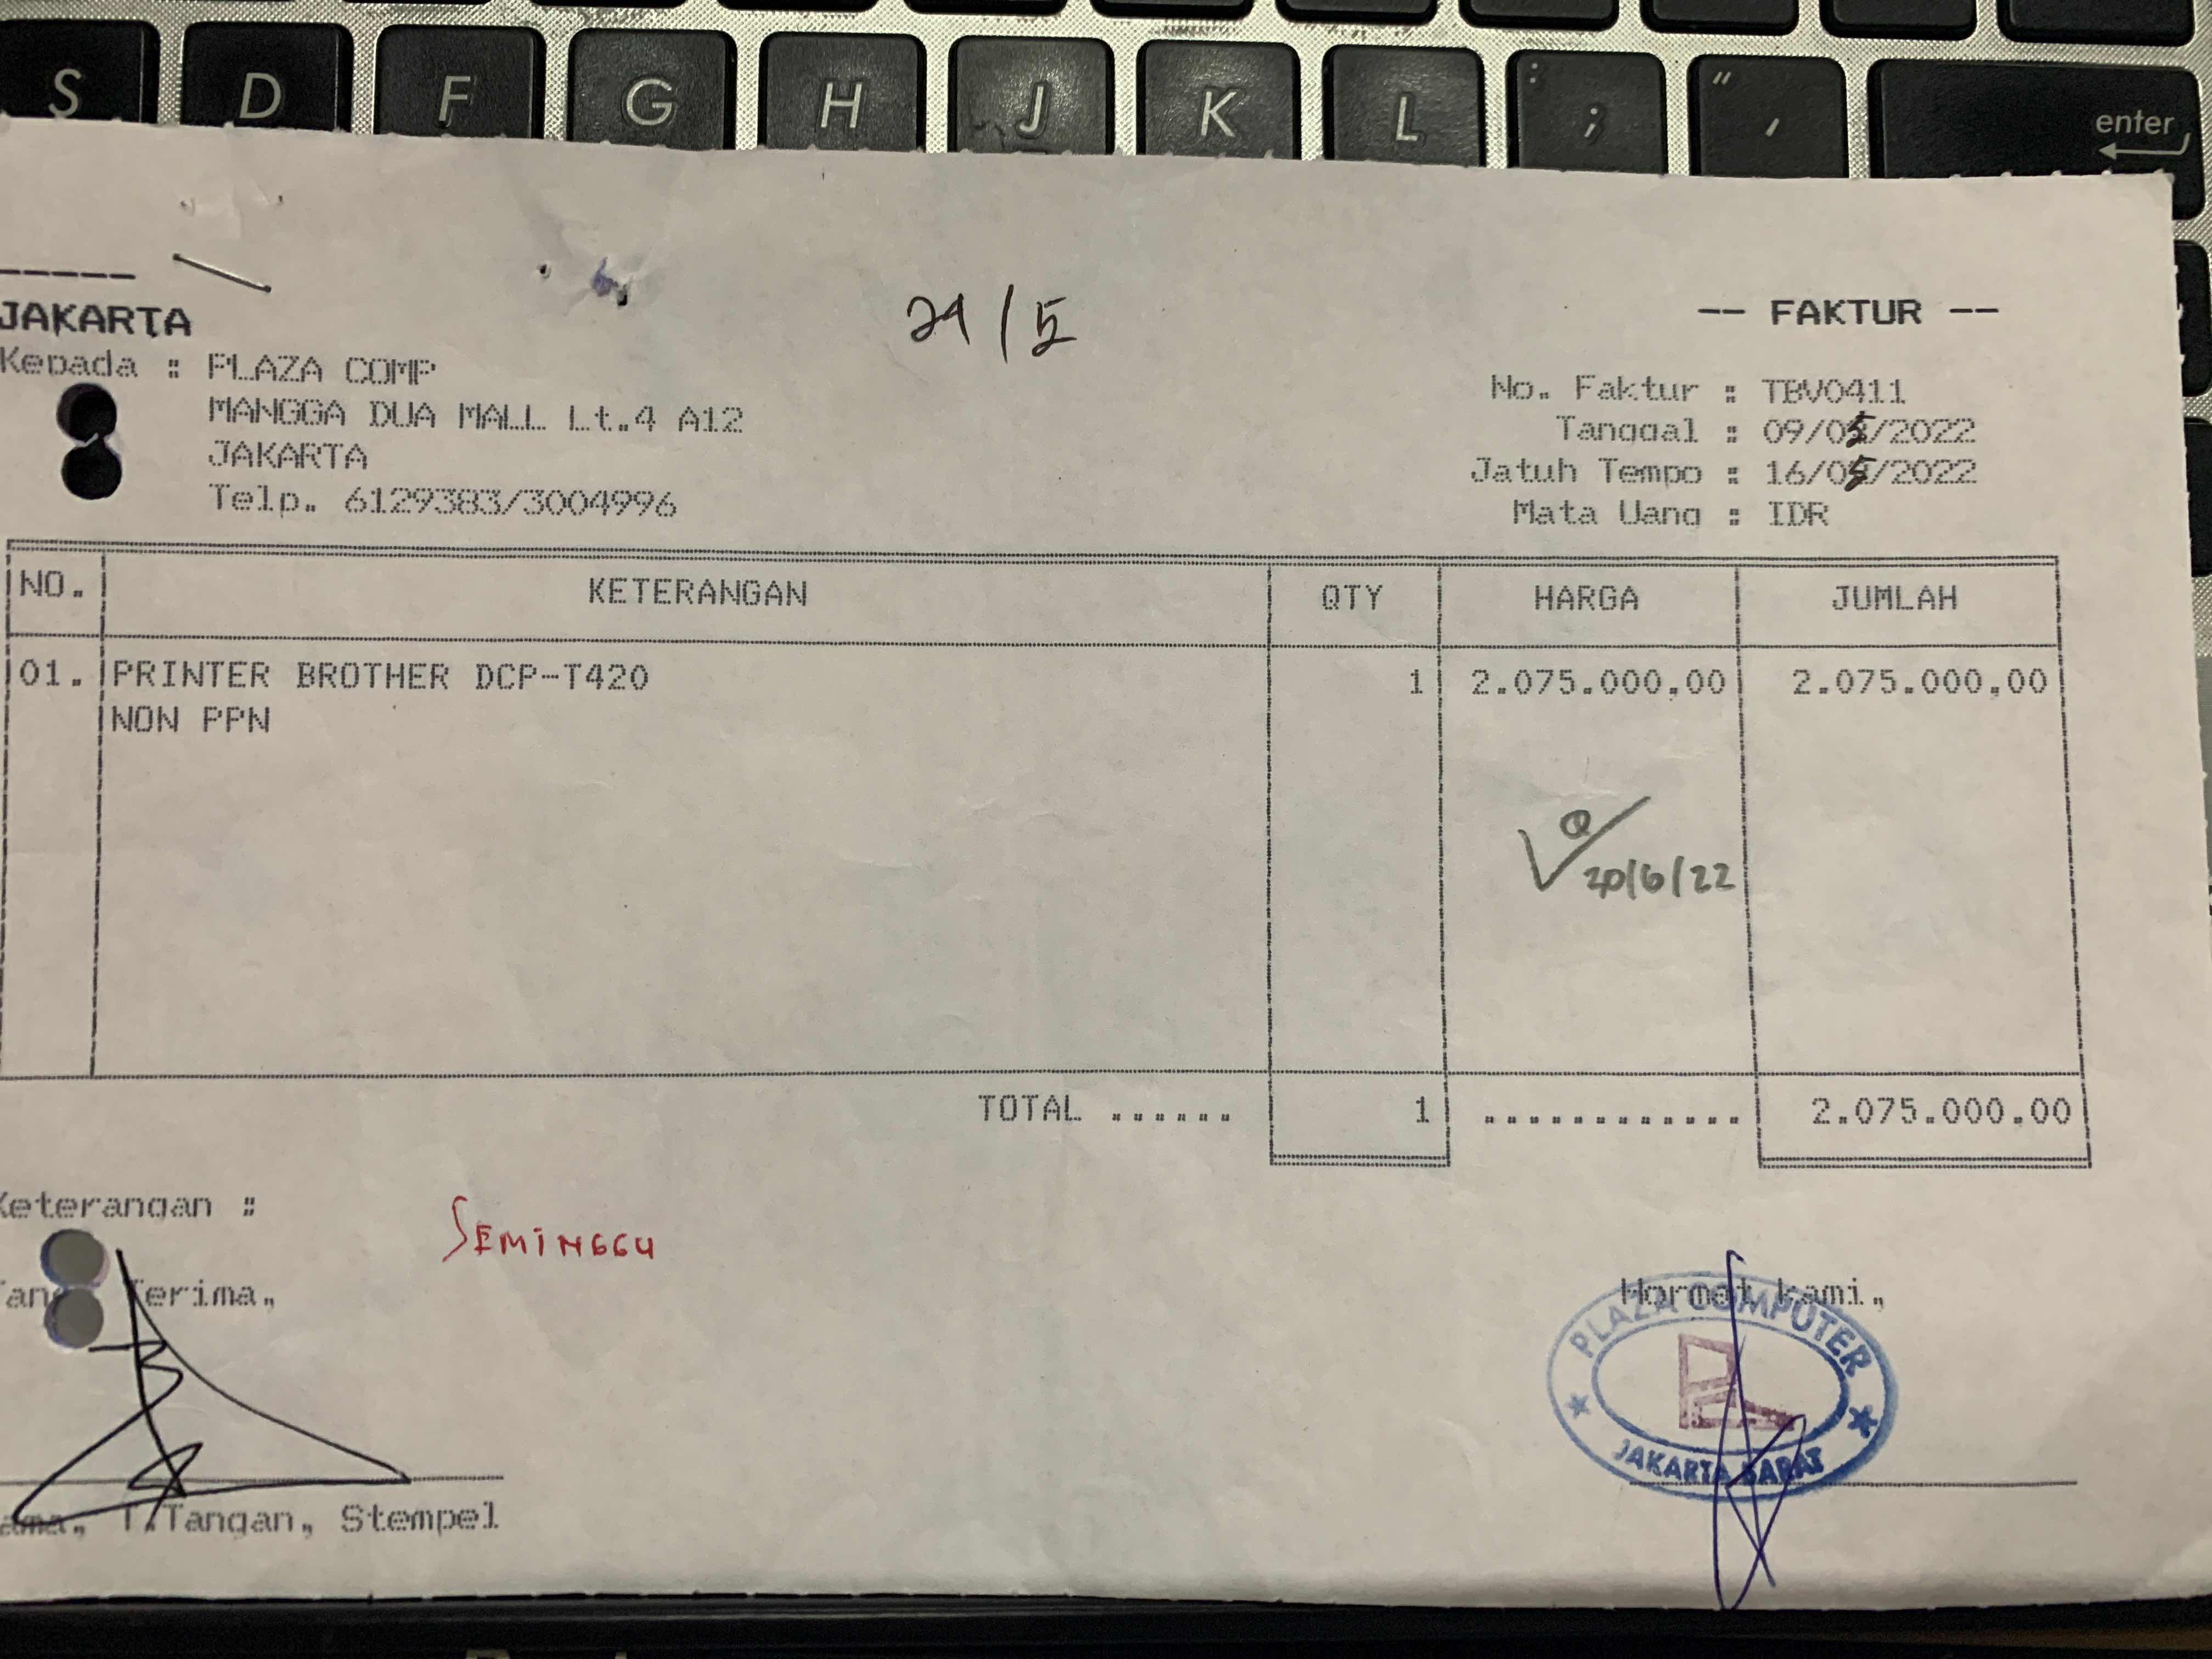 S D F G H J K L : ; " ' enter
-----
JAKARTA
24/5
-- FAKTUR --
Kepada : PLAZA COMP
MANGGA DUA MALL Lt.4 A12
JAKARTA
Telp. 6129383/3004996
No. Faktur : TBV0411
Tanggal : 09/05/2022
Jatuh Tempo : 16/05/2022
Mata Uang : IDR
NO. KETERANGAN QTY HARGA JUMLAH
01. PRINTER BROTHER DCP-T420 1 2.075.000,00 2.075.000,00
NON PPN
20/6/22
TOTAL ...... 1 ............ 2.075.000.00
Keterangan :
SEMINGGU
Terima,
Hormat kami,
PLAZA COMPUTER
JAKARTA BARAT
T.Tangan, Stempel